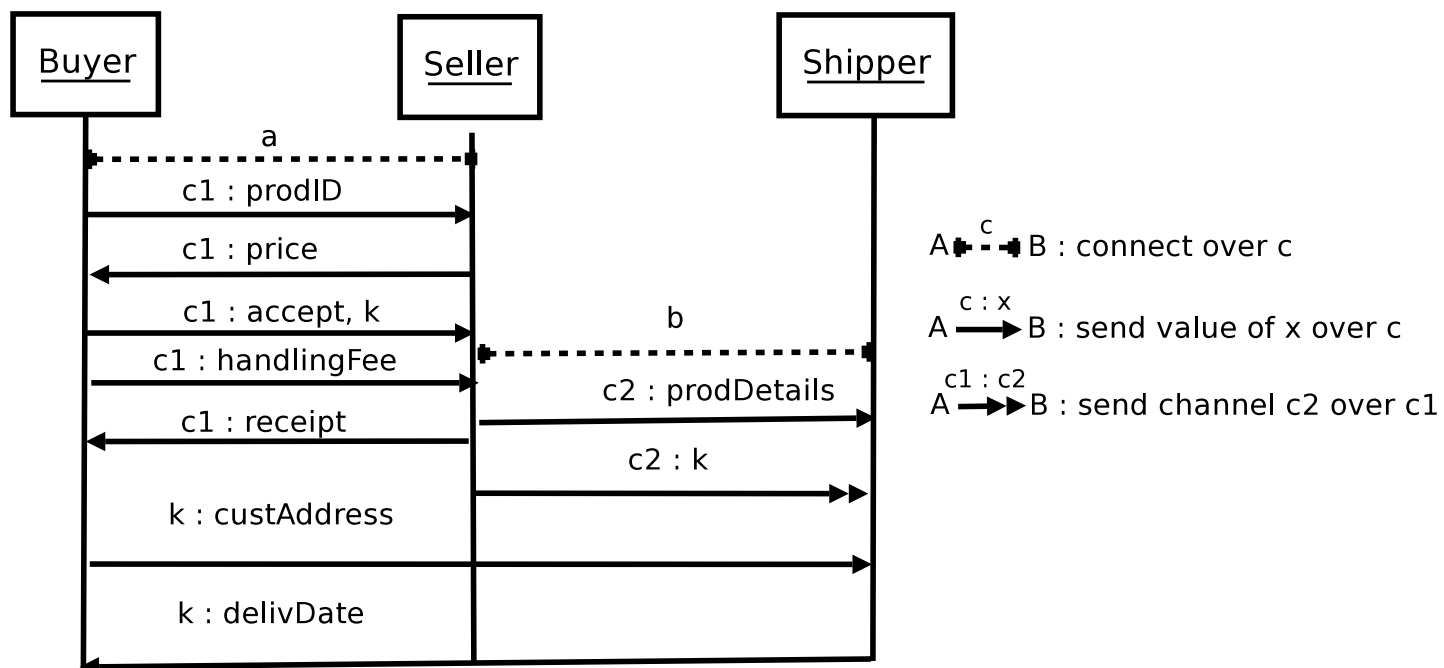 Buyer
Seller
Shipper
a
c1 : prodID
c1 : price
c1 : accept, k
b
c1 : handlingFee
c2 : prodDetails
c1 : receipt
c2 : k
k : custAddress
k : delivDate
c
A B : connect over c
c : x
A B : send value of x over c
c1 : c2
A B : send channel c2 over c1